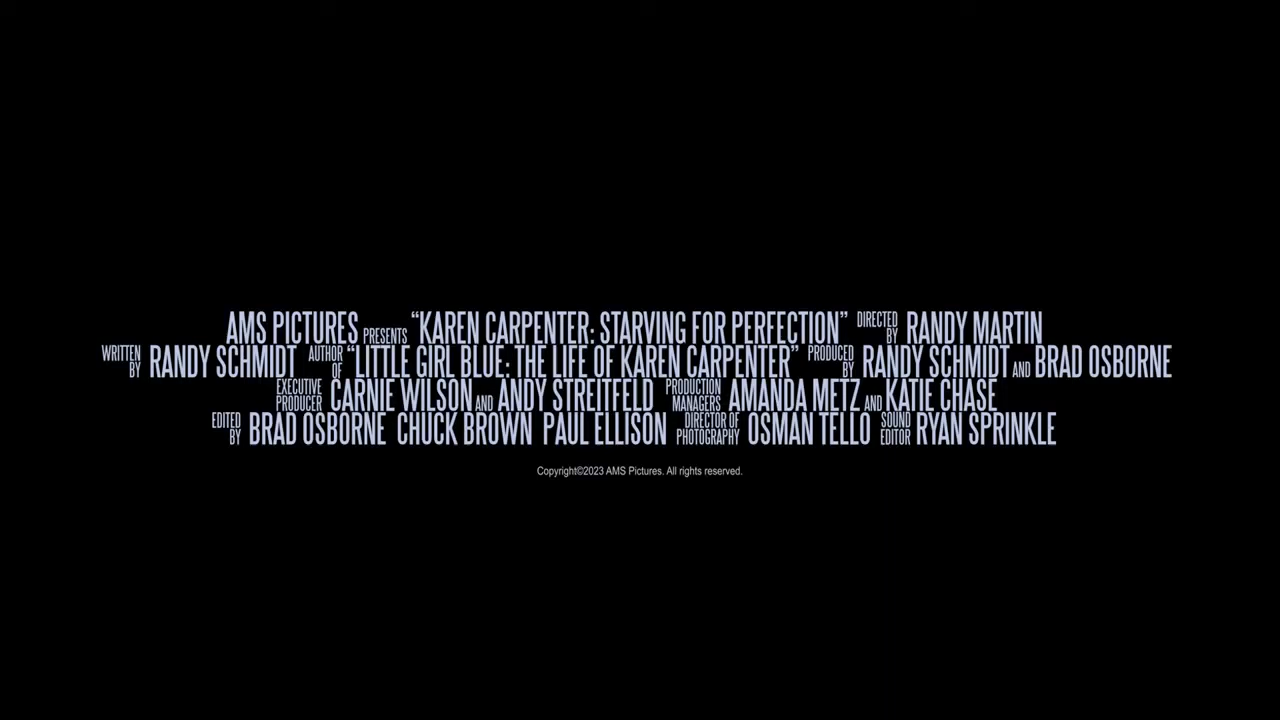 AMS PICTURES PRESENTS “KAREN CARPENTER: STARVING FOR PERFECTION” DIRECTED BY RANDY MARTIN
WRITTEN BY RANDY SCHMIDT AUTHOR OF “LITTLE GIRL BLUE: THE LIFE OF KAREN CARPENTER” PRODUCED BY RANDY SCHMIDT AND BRAD OSBORNE
EXECUTIVE PRODUCER CARNIE WILSON AND ANDY STREITFELD PRODUCTION MANAGERS AMANDA METZ AND KATIE CHASE
EDITED BY BRAD OSBORNE CHUCK BROWN PAUL ELLISON DIRECTOR OF PHOTOGRAPHY OSMAN TELLO SOUND EDITOR RYAN SPRINKLE
Copyright©2023 AMS Pictures. All rights reserved.